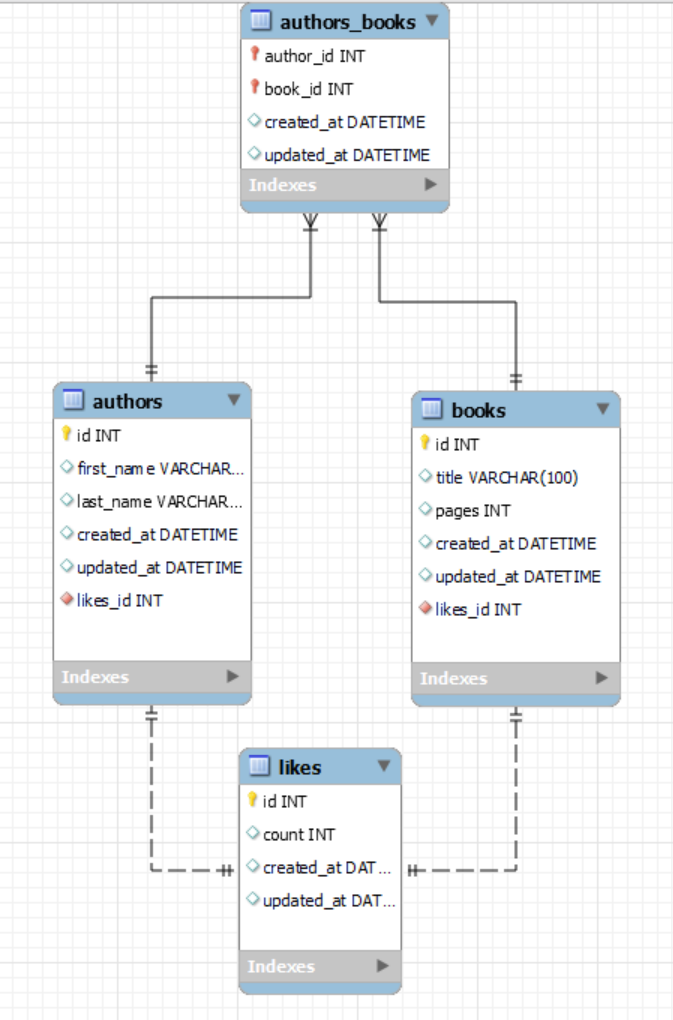 authors_books
author_id INT
book_id INT
created_at DATETIME
updated_at DATETIME
Indexes
authors
id INT
first_name VARCHAR...
last_name VARCHAR...
created_at DATETIME
updated_at DATETIME
likes_id INT
Indexes
books
id INT
title VARCHAR(100)
pages INT
created_at DATETIME
updated_at DATETIME
likes_id INT
Indexes
likes
id INT
count INT
created_at DAT...
updated_at DAT...
Indexes